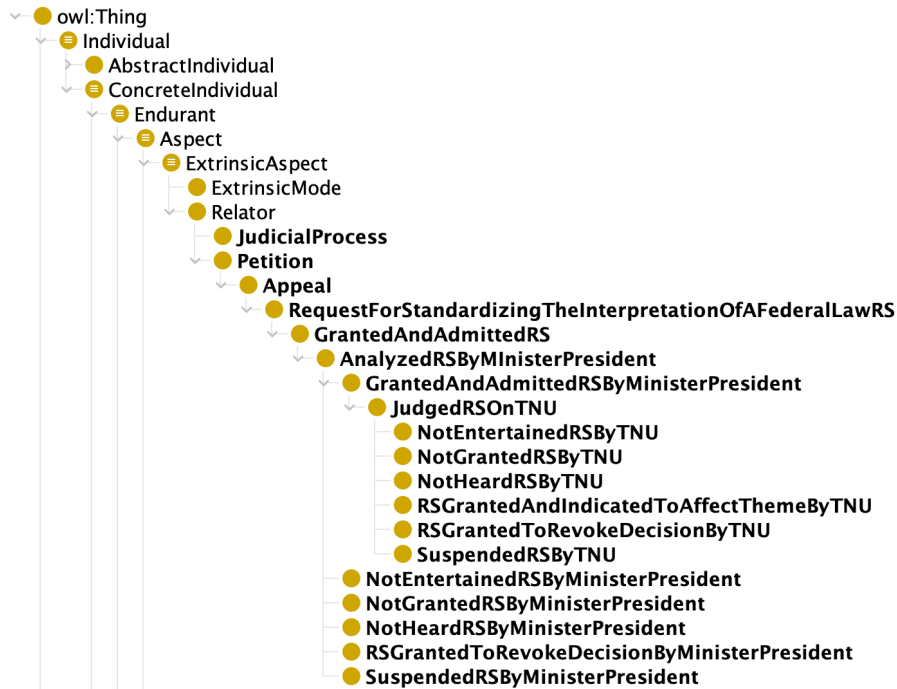 owl:Thing
Individual
AbstractIndividual
ConcreteIndividual
Endurant
Aspect
ExtrinsicAspect
ExtrinsicMode
Relator
JudicialProcess
Petition
Appeal
RequestForStandardizingTheInterpretationOfAFederalLawRS
GrantedAndAdmittedRS
AnalyzedRSByMInisterPresident
GrantedAndAdmittedRSByMinisterPresident
JudgedRSOnTNU
NotEntertainedRSByTNU
NotGrantedRSByTNU
NotHeardRSByTNU
RSGrantedAndIndicatedToAffectThemeByTNU
RSGrantedToRevokeDecisionByTNU
SuspendedRSByTNU
NotEntertainedRSByMinisterPresident
NotGrantedRSByMinisterPresident
NotHeardRSByMinisterPresident
RSGrantedToRevokeDecisionByMinisterPresident
SuspendedRSByMinisterPresident